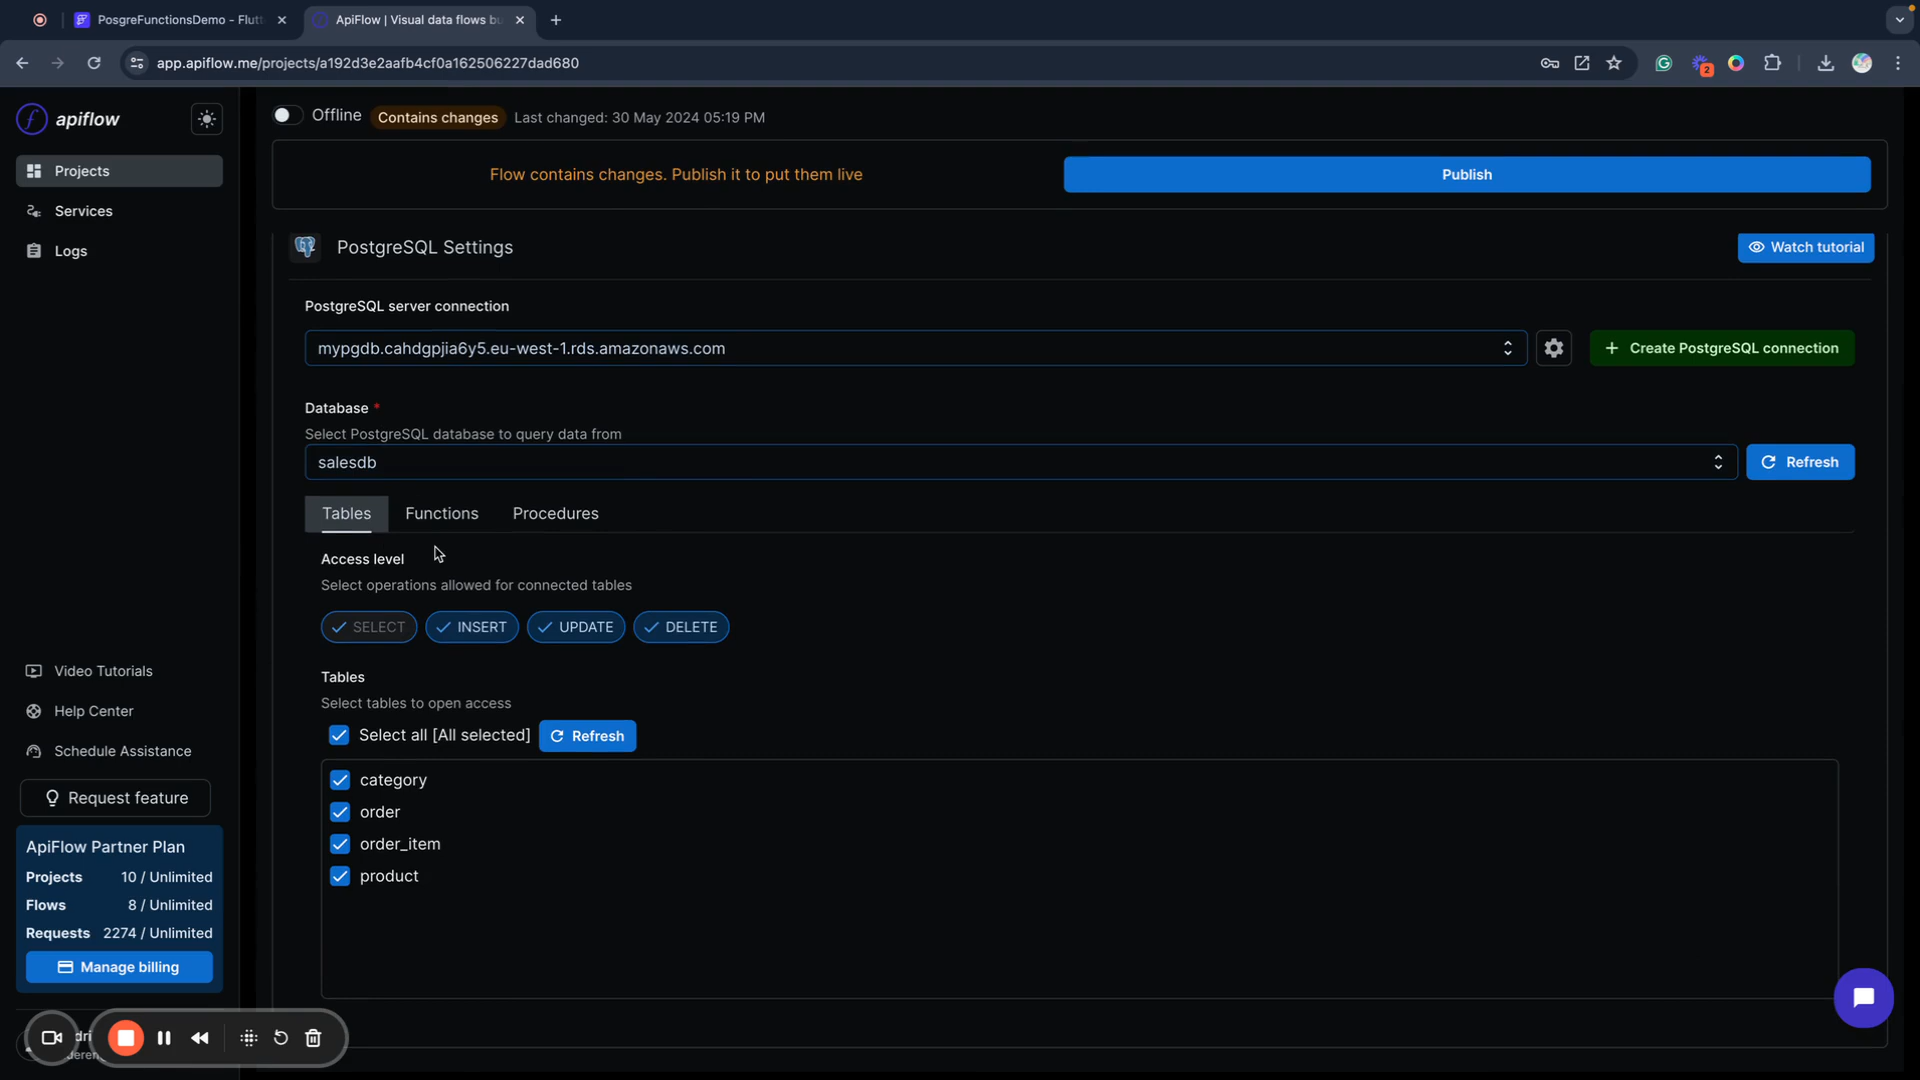 PosgreFunctionsDemo - Flutt
ApiFlow | Visual data flows bu
app.apiflow.me/projects/a192d3e2aafb4cf0a162506227dad680
2
apiflow
Projects
Services
Logs
Offline
Contains changes
Last changed: 30 May 2024 05:19 PM
Flow contains changes. Publish it to put them live
Publish
PostgreSQL Settings
Watch tutorial
PostgreSQL server connection
mypgdb.cahdgpjia6y5.eu-west-1.rds.amazonaws.com
Create PostgreSQL connection
Database *
Select PostgreSQL database to query data from
salesdb
Refresh
Tables
Functions
Procedures
Access level
Select operations allowed for connected tables
SELECT
INSERT
UPDATE
DELETE
Tables
Select tables to open access
Select all [All selected]
Refresh
category
order
order_item
product
Video Tutorials
Help Center
Schedule Assistance
Request feature
ApiFlow Partner Plan
Projects 10 / Unlimited
Flows 8 / Unlimited
Requests 2274 / Unlimited
Manage billing